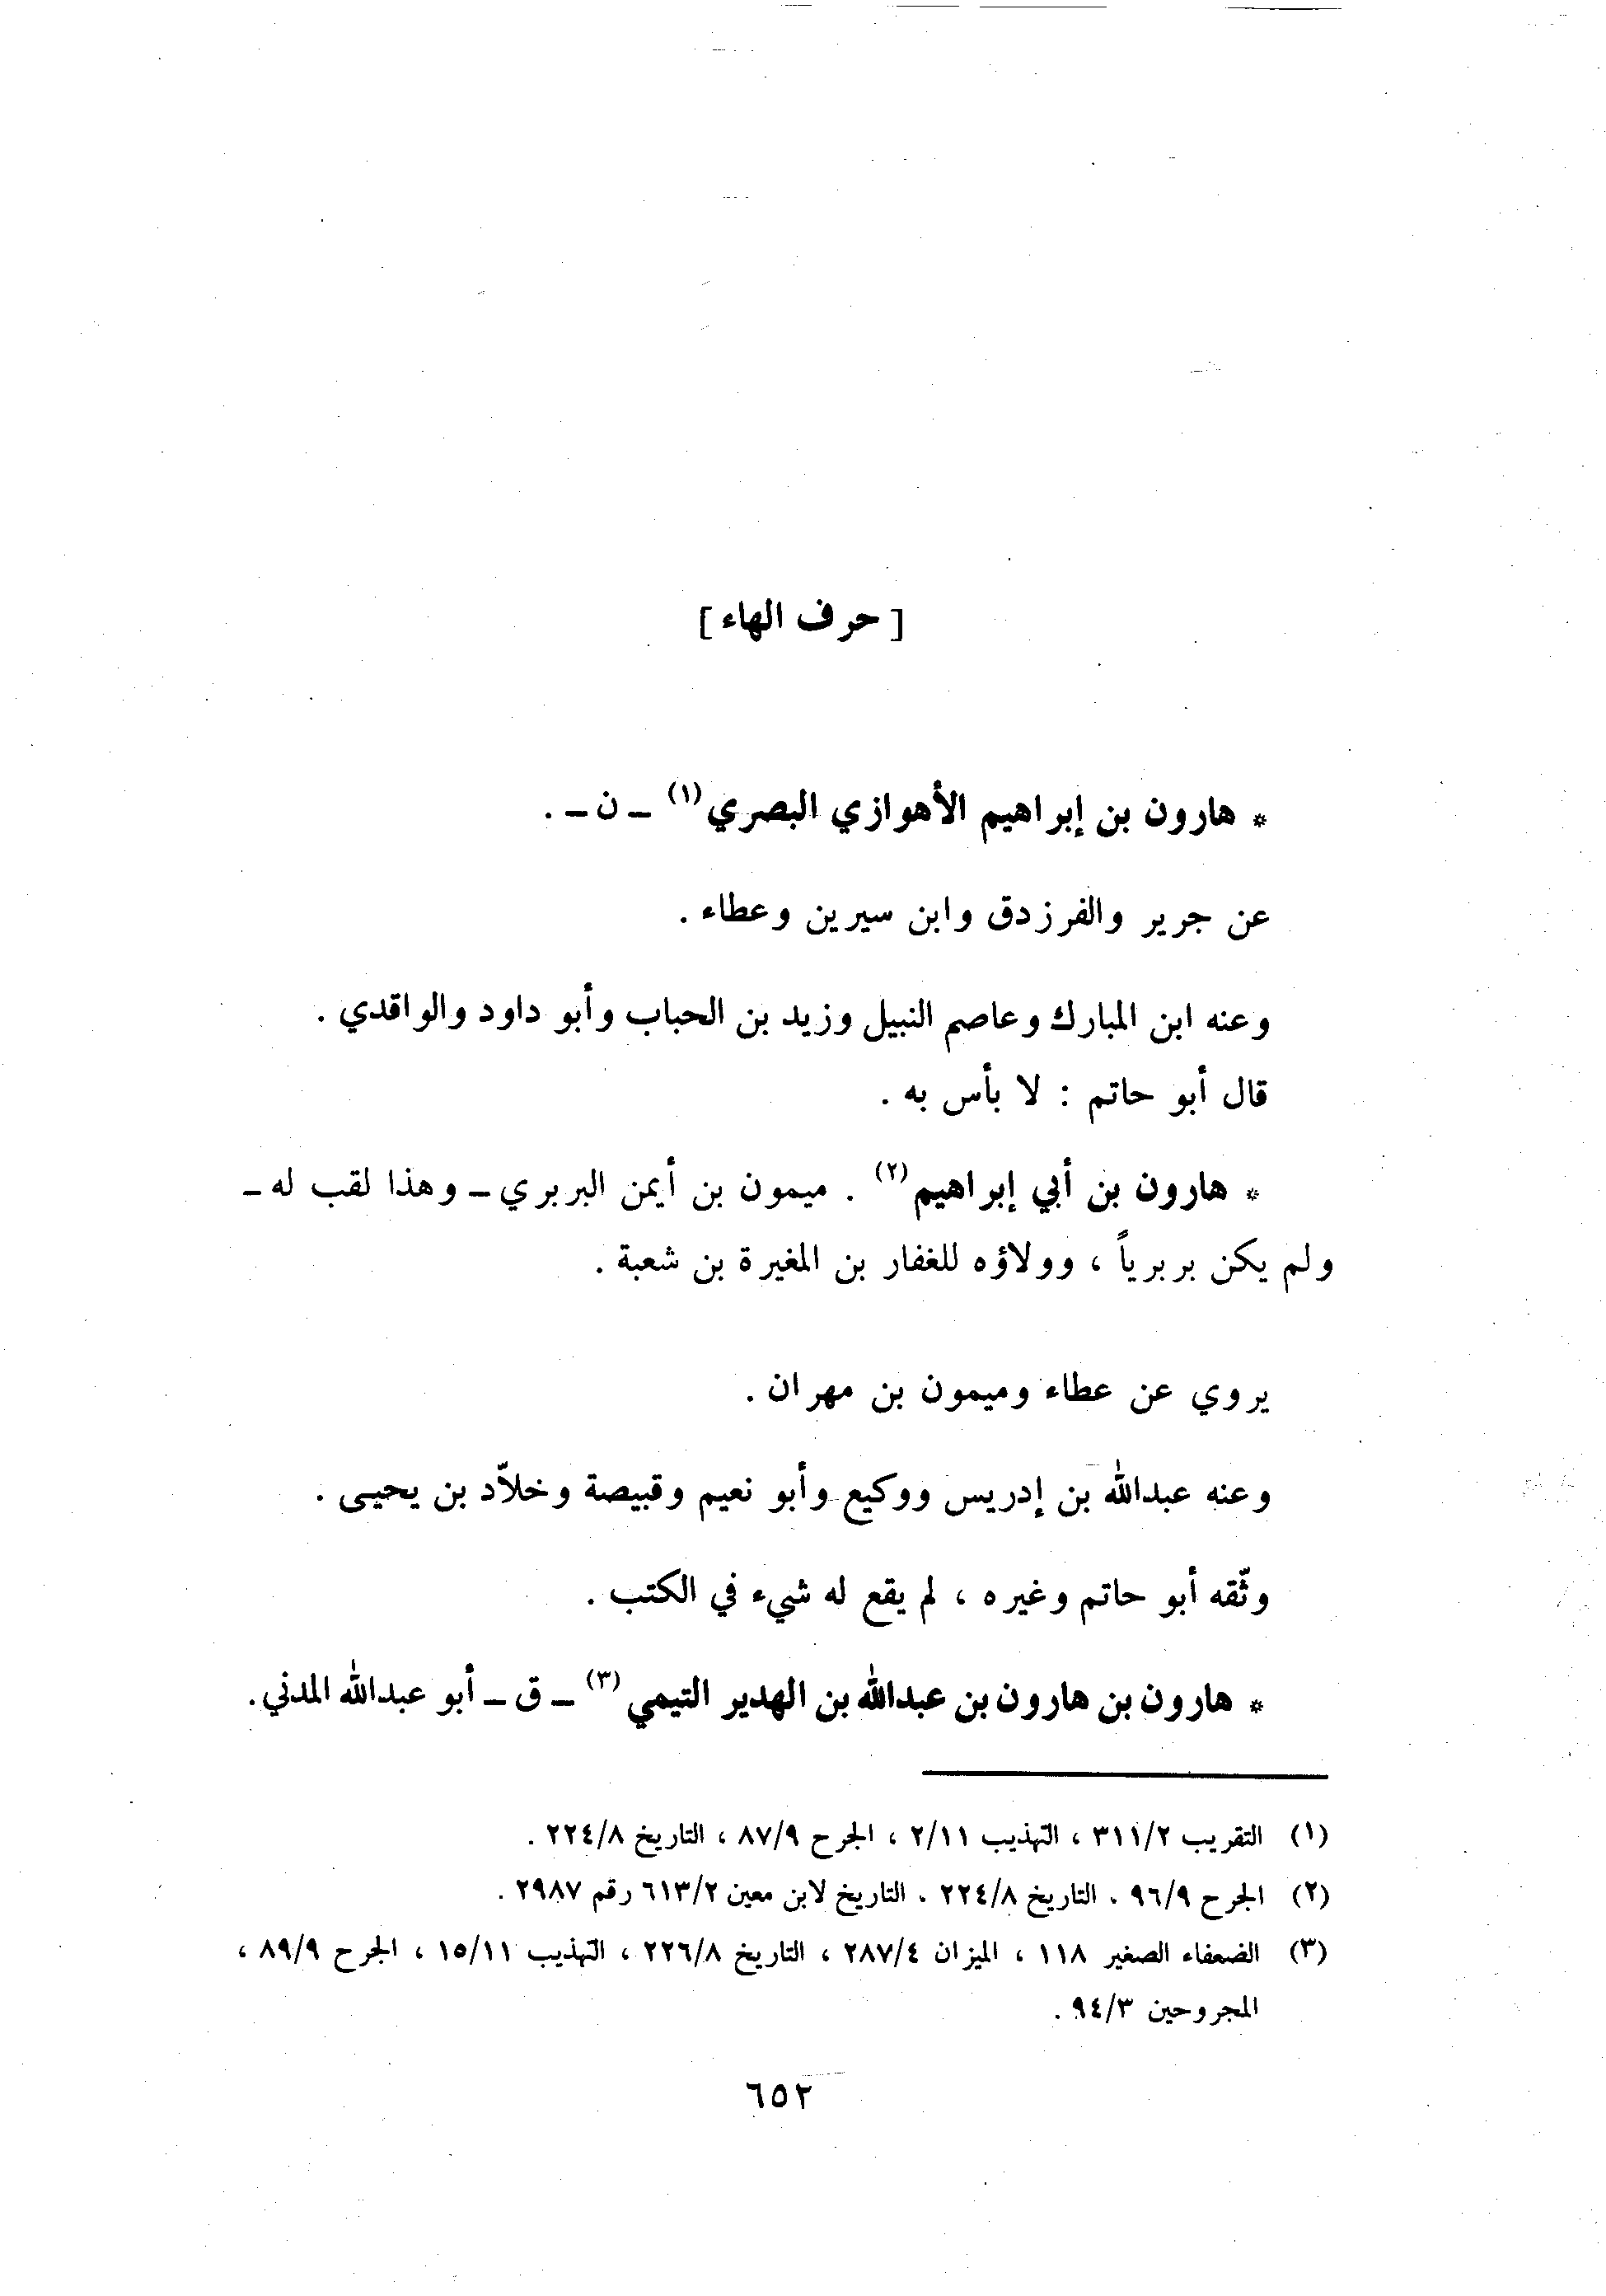 [ حرف الهاء ]
* هارون بن إبراهيم الأهوازي البصري (١) ـ ن ـ .
عن جرير والفرزدق وابن سيرين وعطاء .
وعنه ابن المبارك وعاصم النبيل وزيد بن الحباب وأبو داود والواقدي .
قال أبو حاتم : لا بأس به .
* هارون بن أبي إبراهيم (٢) . ميمون بن أيمن البربري ـ وهذا لقب له ـ
ولم يكن بربرياً ، وولاؤه للغفار بن المغيرة بن شعبة .
يروي عن عطاء وميمون بن مهران .
وعنه عبدالله بن إدريس ووكيع وأبو نعيم وقبيصة وخلاّد بن يحيى .
وثّقه أبو حاتم وغيره ، لم يقع له شيء في الكتب .
* هارون بن هارون بن عبدالله بن الهدير التيمي (٣) ـ ق ـ أبو عبدالله المدني .
(١) التقريب ٣١١/٢ ، التهذيب ٢/١١ ، الجرح ٨٧/٩ ، التاريخ ٢٢٤/٨ .
(٢) الجرح ٩٦/٩ . التاريخ ٢٢٤/٨ . التاريخ لابن معين ٦١٣/٢ رقم ٢٩٨٧ .
(٣) الضعفاء الصغير ١١٨ ، الميزان ٢٨٧/٤ ، التاريخ ٢٢٦/٨ ، التهذيب ١٥/١١ ، الجرح ٨٩/٩ ،
المجروحين ٩٤/٣ .
٦٥٢